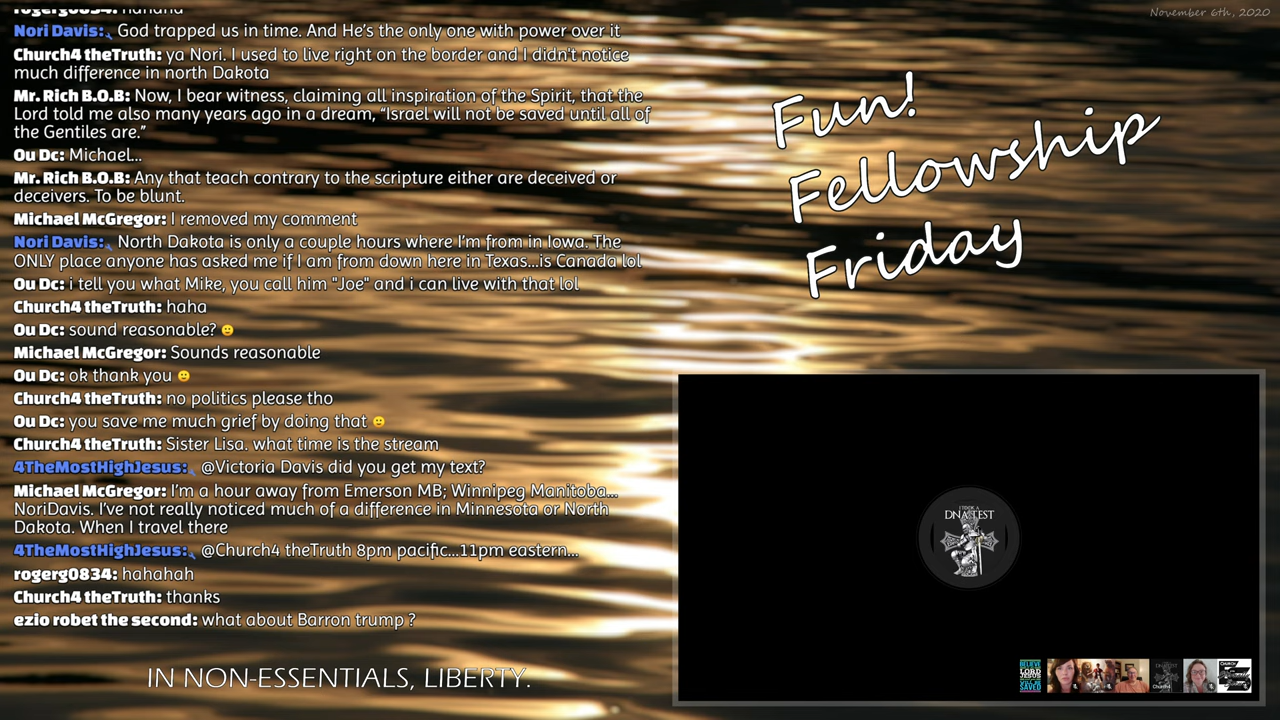 rogerg0834: hahaha
Nori Davis: God trapped us in time. And He's the only one with power over it
Church4 theTruth: ya Nori. I used to live right on the border and I didn't notice
much difference in north Dakota
Mr. Rich B.O.B: Now, I bear witness, claiming all inspiration of the Spirit, that the
Lord told me also many years ago in a dream, “Israel will not be saved until all of
the Gentiles are.”
Ou Dc: Michael...
Mr. Rich B.O.B: Any that teach contrary to the scripture either are deceived or
deceivers. To be blunt.
Michael McGregor: I removed my comment
Nori Davis: North Dakota is only a couple hours where I'm from in Iowa. The
ONLY place anyone has asked me if I am from down here in Texas...is Canada lol
Ou Dc: i tell you what Mike, you call him "Joe" and i can live with that lol
Church4 theTruth: haha
Ou Dc: sound reasonable? 🙂
Michael McGregor: Sounds reasonable
Ou Dc: ok thank you 🙂
Church4 theTruth: no politics please tho
Ou Dc: you save me much grief by doing that 🙂
Church4 theTruth: Sister Lisa. what time is the stream
4TheMostHighJesus: @Victoria Davis did you get my text?
Michael McGregor: I'm a hour away from Emerson MB; Winnipeg Manitoba...
NoriDavis. I've not really noticed much of a difference in Minnesota or North
Dakota. When I travel there
4TheMostHighJesus: @Church4 theTruth 8pm pacific...11pm eastern...
rogerg0834: hahahah
Church4 theTruth: thanks
ezio robet the second: what about Barron trump ?
IN NON-ESSENTIALS, LIBERTY.
November 6th, 2020
Fun!
Fellowship
Friday
I TOOK A
DNA TEST
BELIEVE
LORD
JESUS
SAVED
Church4
CHURCH